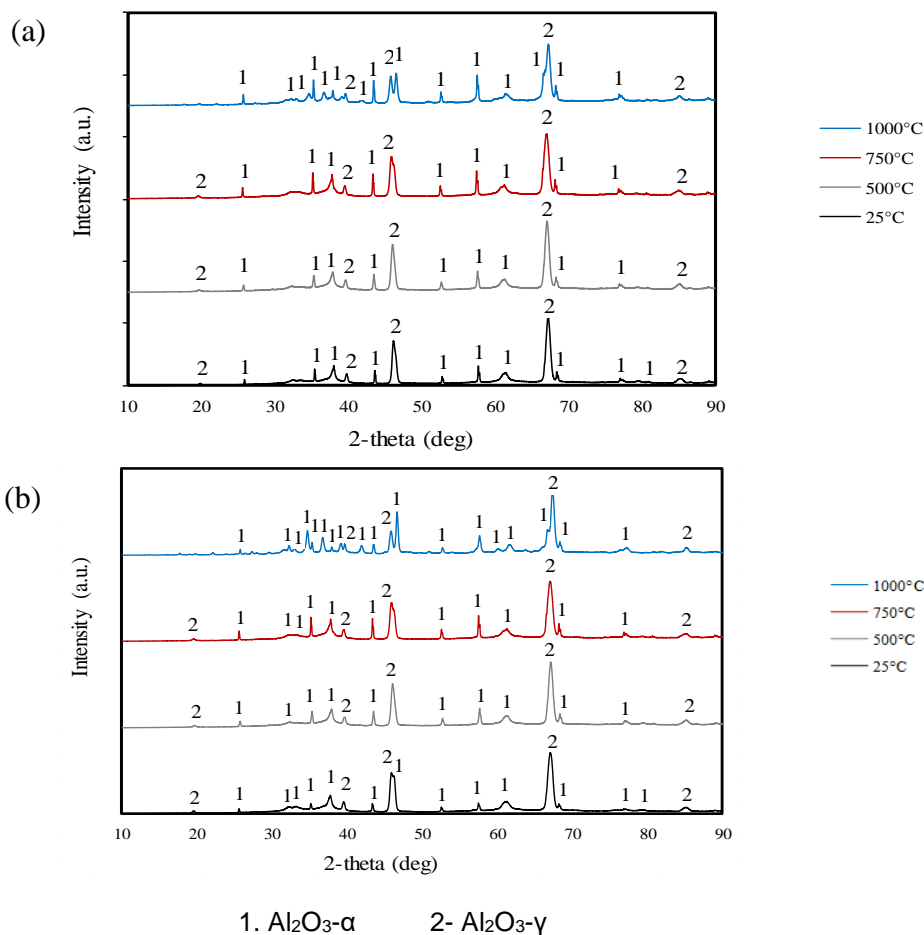 (a)
2
1 1 1 1 1 1 1 2 1 1 2 1 1 1 1 1 1 1 2
2 1 1 1 2 1 2 1 1 1 2 1 1 2
2 1 1 1 2 1 2 1 1 1 2 1 1 2
2 1 1 1 2 1 2 1 1 1 2 1 1 1 2
Intensity (a.u.)
10 20 30 40 50 60 70 80 90
2-theta (deg)
1000°C
750°C
500°C
25°C
(b)
1 1 1 1 1 1 1 1 1 2 1 1 2 1 1 1 1 1 1 2 1 1 2
2 1 1 1 1 1 2 1 2 1 1 1 2 1 1 2
2 1 1 1 1 2 1 2 1 1 1 2 1 1 2
2 1 1 1 1 1 2 1 2 1 1 1 1 2 1 1 1 2
Intensity (a.u.)
10 20 30 40 50 60 70 80 90
2-theta (deg)
1000°C
750°C
500°C
25°C
1. Al₂O₃-α 2- Al₂O₃-γ